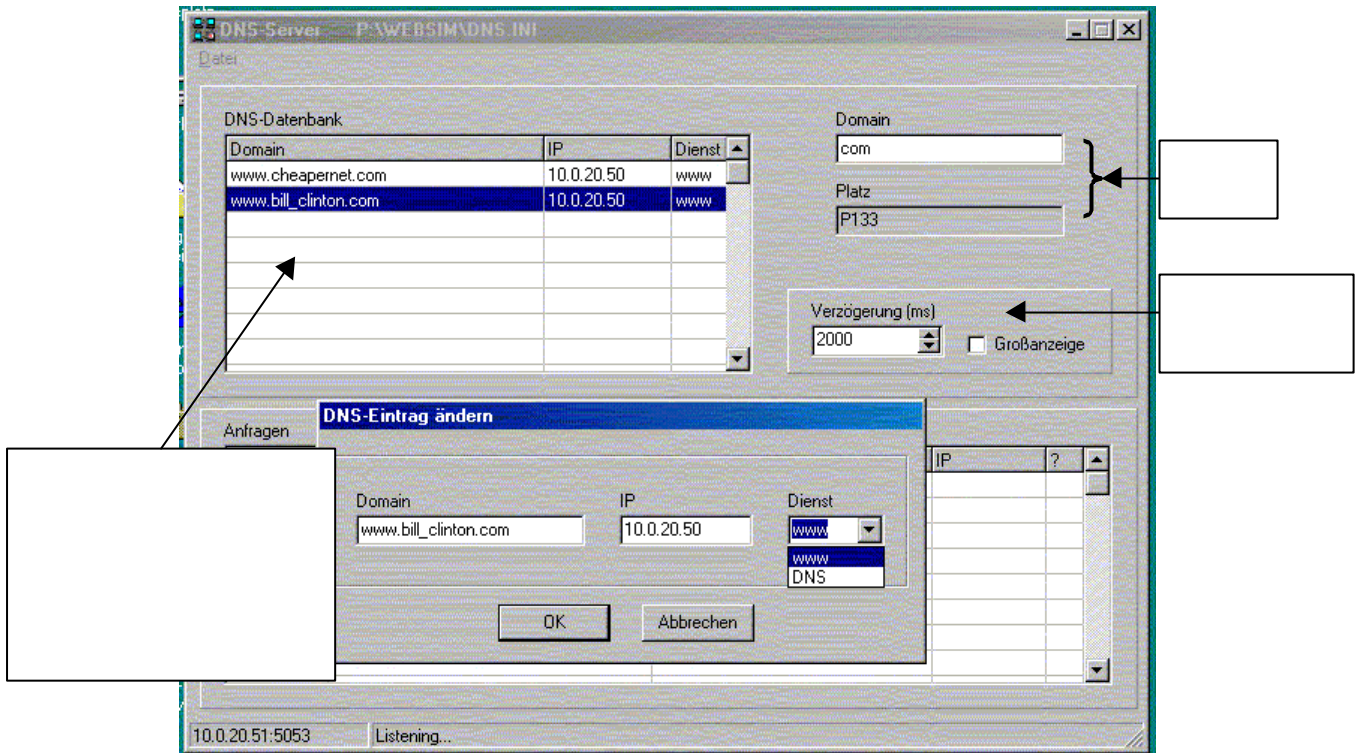 DNS-Server P:\WEBSIM\DNS.INI
Datei
DNS-Datenbank
Domain IP Dienst
www.cheapernet.com 10.0.20.50 www
www.bill_clinton.com 10.0.20.50 www
Domain
com
Platz
P133
Verzögerung (ms)
2000
Großanzeige
Anfragen
IP ?
DNS-Eintrag ändern
Domain IP Dienst
www.bill_clinton.com 10.0.20.50 www
www
DNS
OK Abbrechen
10.0.20.51:5053 Listening...